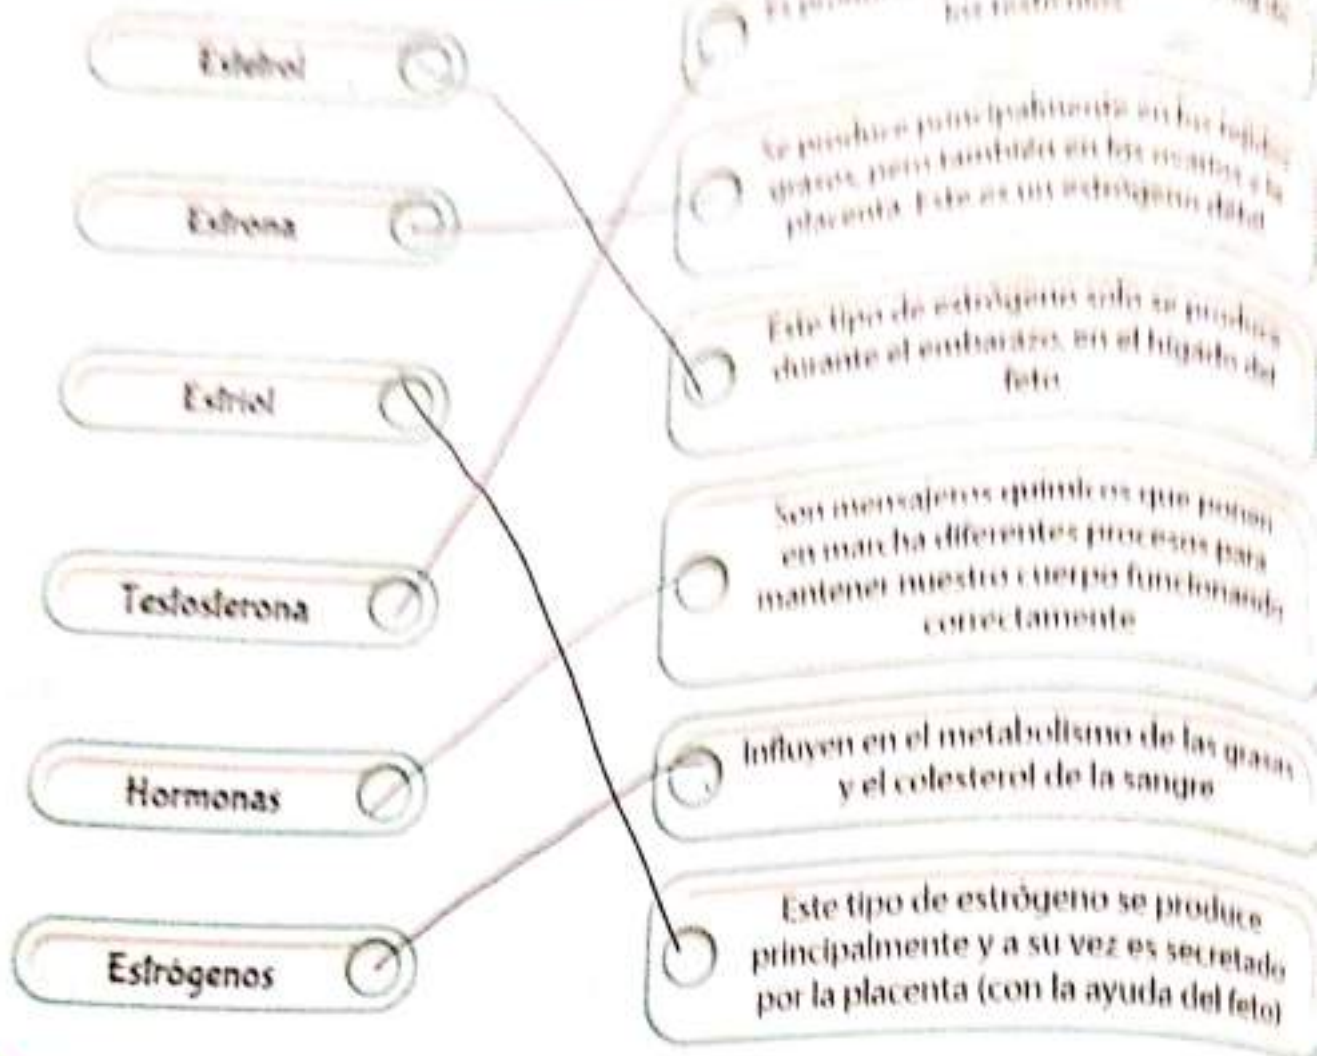 Estetrol
Estrona
Estriol
Testosterona
Hormonas
Estrógenos
los testículos
Se produce principalmente en los tejidos
grasos, pero también en los ovarios y la
placenta. Este es un estrógeno débil
Este tipo de estrógeno solo se produce
durante el embarazo, en el hígado del
feto
Son mensajeros químicos que ponen
en marcha diferentes procesos para
mantener nuestro cuerpo funcionando
correctamente
Influyen en el metabolismo de las grasas
y el colesterol de la sangre
Este tipo de estrógeno se produce
principalmente y a su vez es secretado
por la placenta (con la ayuda del feto)